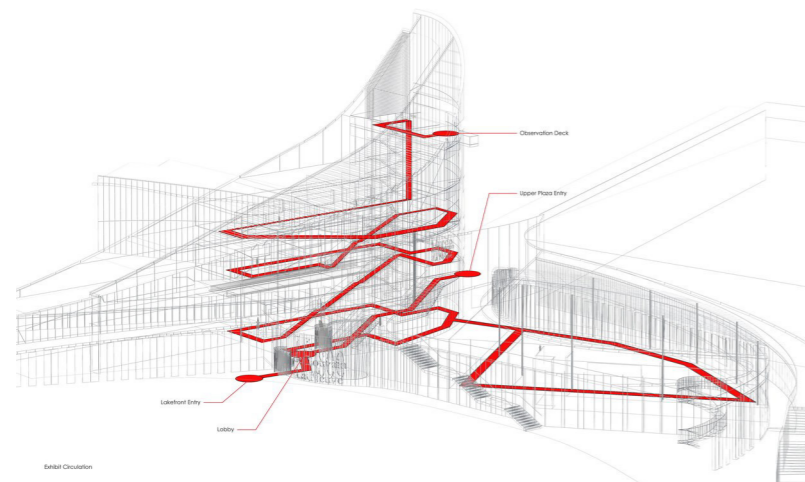 Observation Deck
Upper Plaza Entry
Lakefront Entry
Lobby
Exhibit Circulation